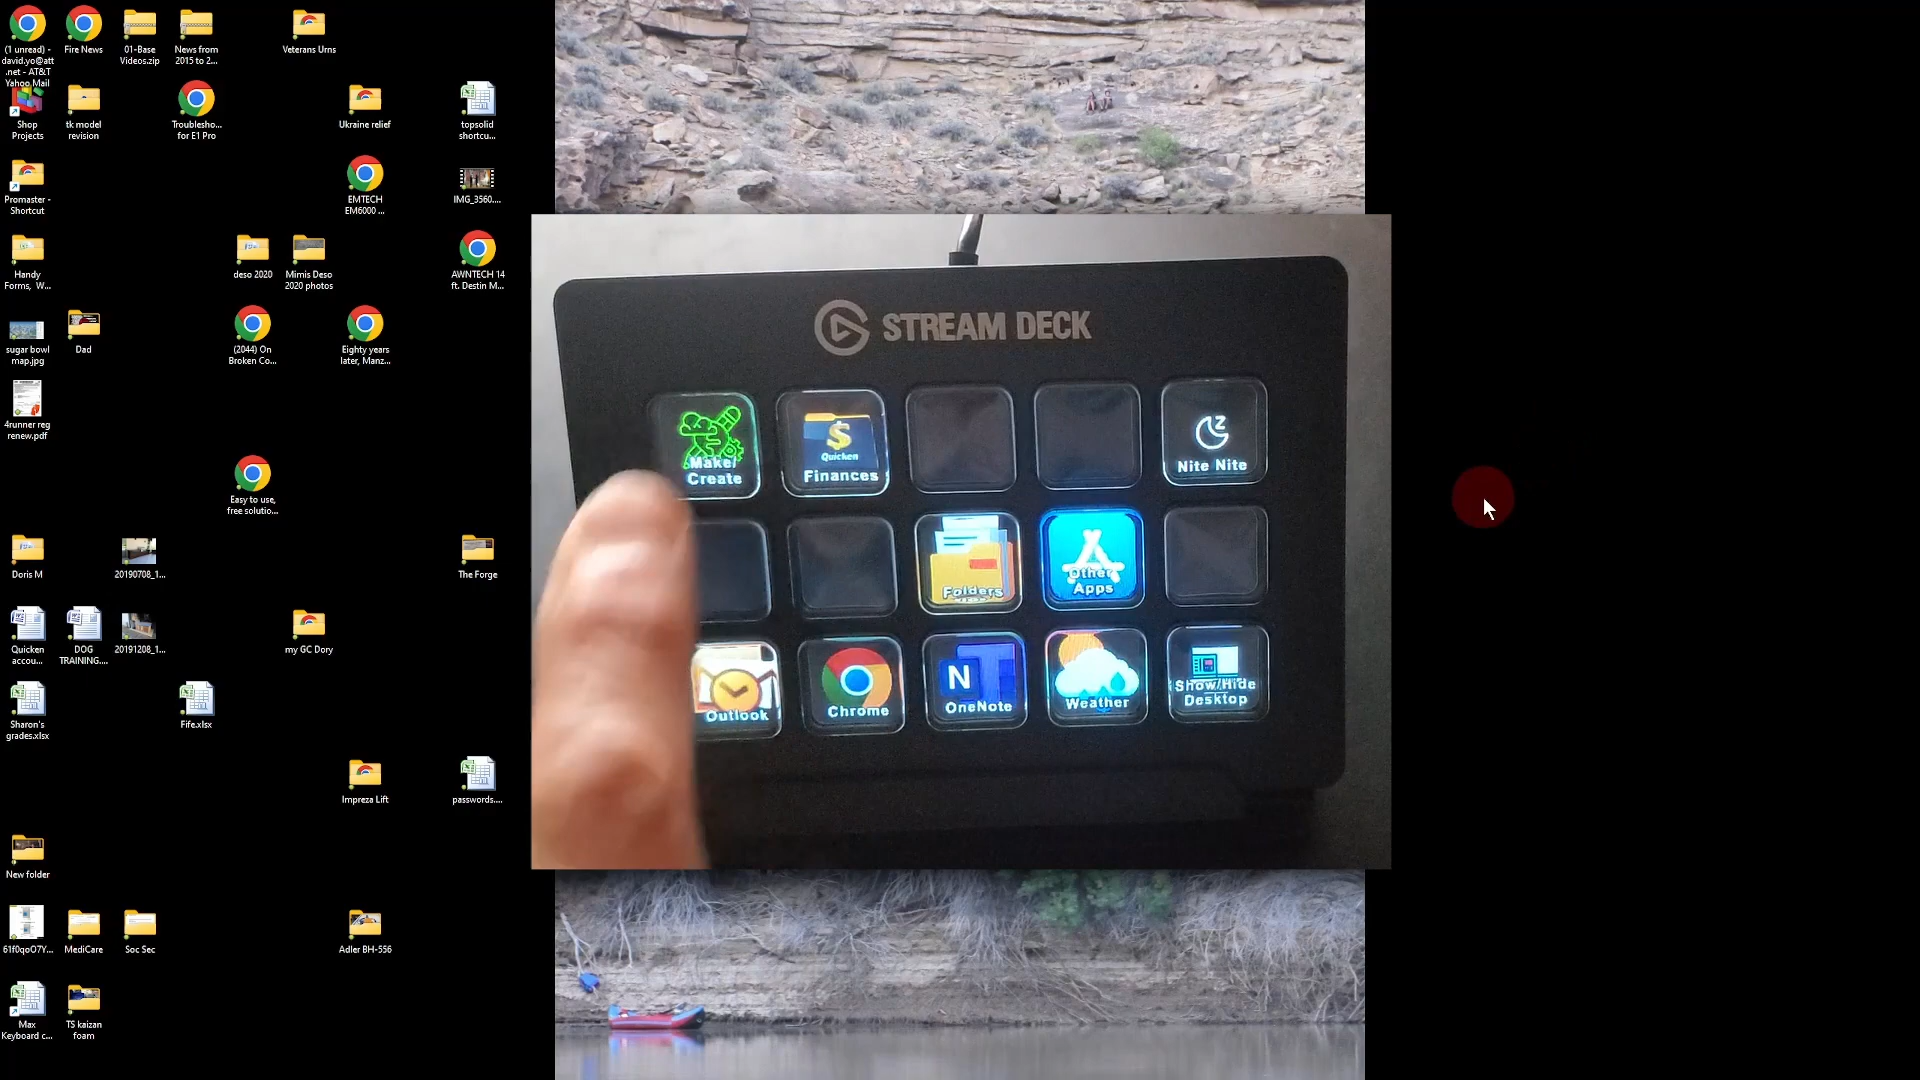 (1 unread) -
david.yo@att
.net - AT&T
Yahoo Mail
Fire News
01-Base
Videos.zip
News from
2015 to 2...
Veterans Urns
Shop
Projects
tk model
revision
Troublesho...
for E1 Pro
Ukraine relief
topsolid
shortcu...
Promaster -
Shortcut
EMTECH
EM6000 ...
IMG_3560....
Handy
Forms, W...
deso 2020
Mimis Deso
2020 photos
AWNTECH 14
ft. Destin M...
sugar bowl
map.jpg
Dad
(2044) On
Broken Co...
Eighty years
later, Manz...
4runner reg
renew.pdf
Easy to use,
free solutio...
Doris M
20190708_1...
The Forge
Quicken
accou...
DOG
TRAINING....
20191208_1...
my GC Dory
Sharon's
grades.xlsx
Fife.xlsx
Impreza Lift
passwords....
New folder
61f0qoO7Y...
MediCare
Soc Sec
Adler BH-556
Max
Keyboard c...
TS kaizan
foam
STREAM DECK
Maker
Create
Quicken
Finances
Nite Nite
Folders
Other
Apps
Outlook
Chrome
N
OneNote
Weather
Show/Hide
Desktop